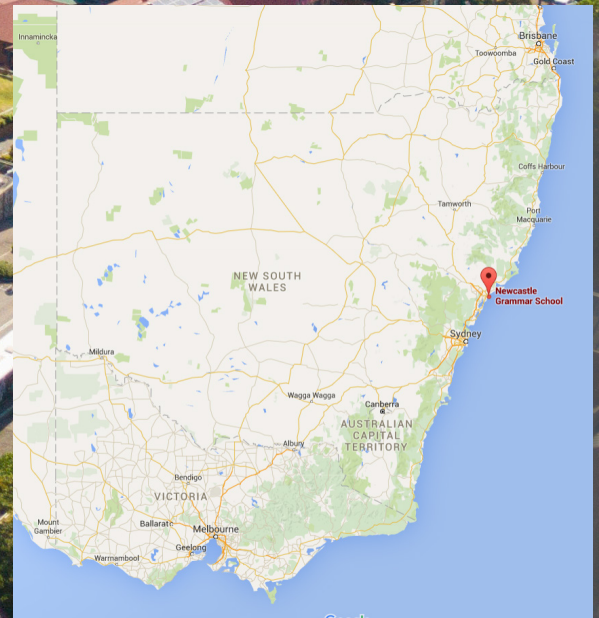 Innamincka
Brisbane
Toowoomba
Gold Coast
Coffs Harbour
Tamworth
Port
Macquarie
NEW SOUTH
WALES
Newcastle
Grammar School
Sydney
Mildura
Wagga Wagga
Canberra
AUSTRALIAN
CAPITAL
TERRITORY
Albury
Bendigo
VICTORIA
Mount
Gambier
Ballarat
Melbourne
Geelong
Warrnambool